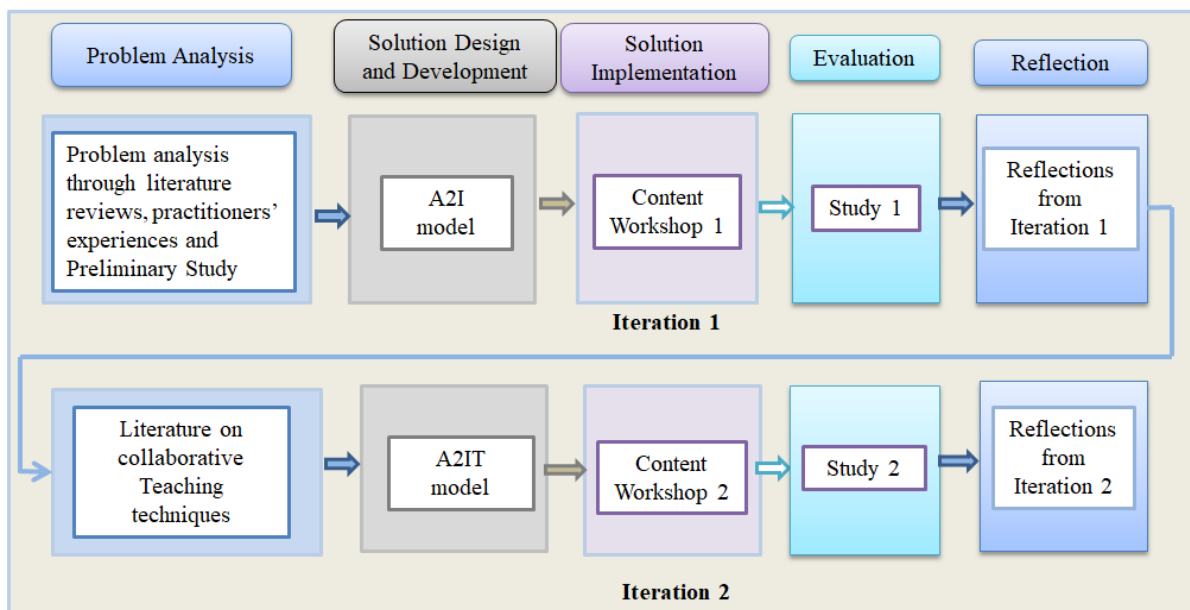 Problem Analysis
Solution Design
and Development
Solution
Implementation
Evaluation
Reflection
Problem analysis
through literature
reviews, practitioners’
experiences and
Preliminary Study
A2I
model
Content
Workshop 1
Study 1
Reflections
from
Iteration 1
Iteration 1
Literature on
collaborative
Teaching
techniques
A2IT
model
Content
Workshop 2
Study 2
Reflections
from
Iteration 2
Iteration 2